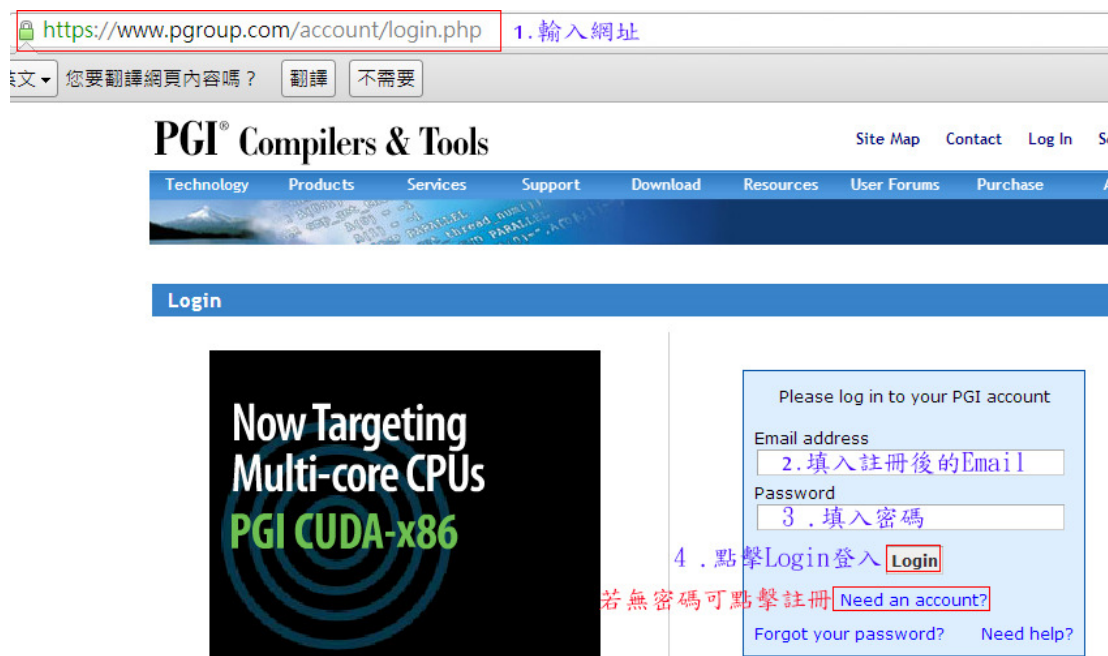 https://www.pgroup.com/account/login.php 1.輸入網址
文 您要翻譯網頁內容嗎？ 翻譯 不需要
PGI® Compilers & Tools
Site Map Contact Log In
Technology Products Services Support Download Resources User Forums Purchase
Login
Now Targeting
Multi-core CPUs
PGI CUDA-x86
Please log in to your PGI account
Email address
2.填入註冊後的Email
Password
3.填入密碼
4.點擊Login登入 Login
若無密碼可點擊註冊 Need an account?
Forgot your password? Need help?